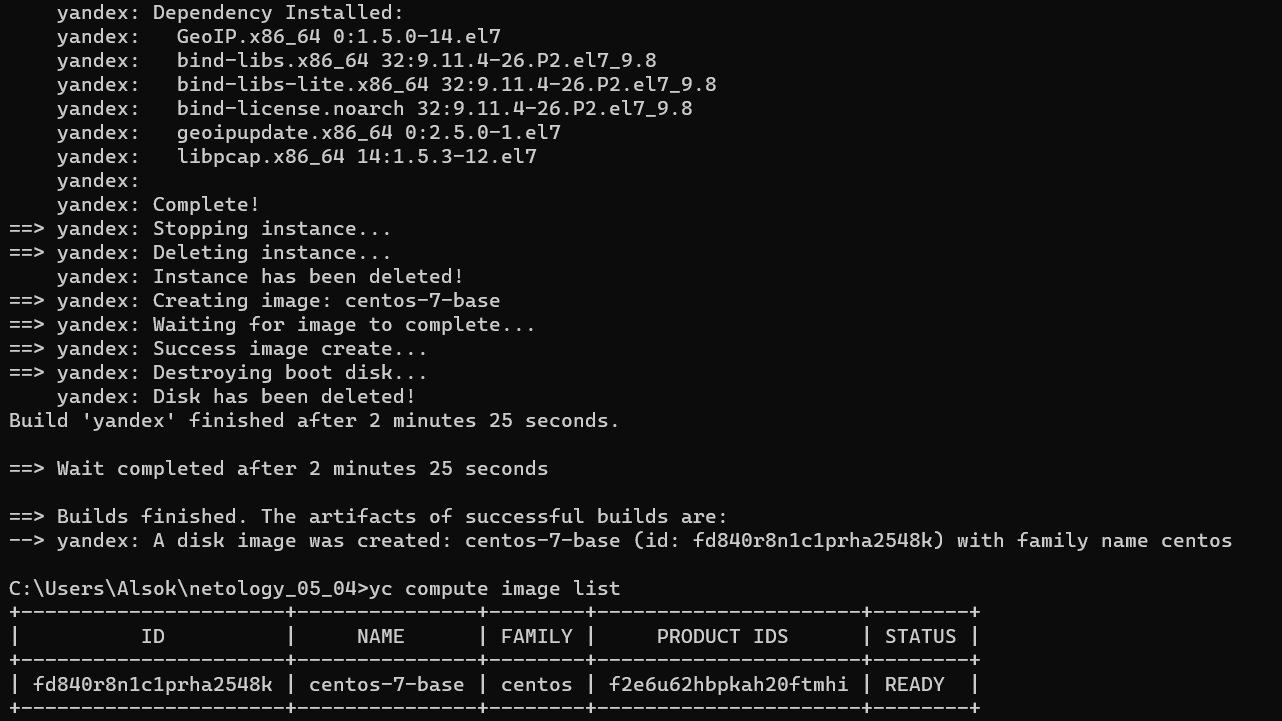 yandex: Dependency Installed:
    yandex:   GeoIP.x86_64 0:1.5.0-14.el7
    yandex:   bind-libs.x86_64 32:9.11.4-26.P2.el7_9.8
    yandex:   bind-libs-lite.x86_64 32:9.11.4-26.P2.el7_9.8
    yandex:   bind-license.noarch 32:9.11.4-26.P2.el7_9.8
    yandex:   geoipupdate.x86_64 0:2.5.0-1.el7
    yandex:   libpcap.x86_64 14:1.5.3-12.el7
    yandex:
    yandex: Complete!
==> yandex: Stopping instance...
==> yandex: Deleting instance...
    yandex: Instance has been deleted!
==> yandex: Creating image: centos-7-base
==> yandex: Waiting for image to complete...
==> yandex: Success image create...
==> yandex: Destroying boot disk...
    yandex: Disk has been deleted!
Build 'yandex' finished after 2 minutes 25 seconds.

==> Wait completed after 2 minutes 25 seconds

==> Builds finished. The artifacts of successful builds are:
--> yandex: A disk image was created: centos-7-base (id: fd840r8n1c1prha2548k) with family name centos

C:\Users\Alsok\netology_05_04>yc compute image list
+----------------------+---------------+--------+----------------------+--------+
|          ID          |     NAME      | FAMILY |     PRODUCT IDS      | STATUS |
+----------------------+---------------+--------+----------------------+--------+
| fd840r8n1c1prha2548k | centos-7-base | centos | f2e6u62hbpkah20ftmhi | READY  |
+----------------------+---------------+--------+----------------------+--------+